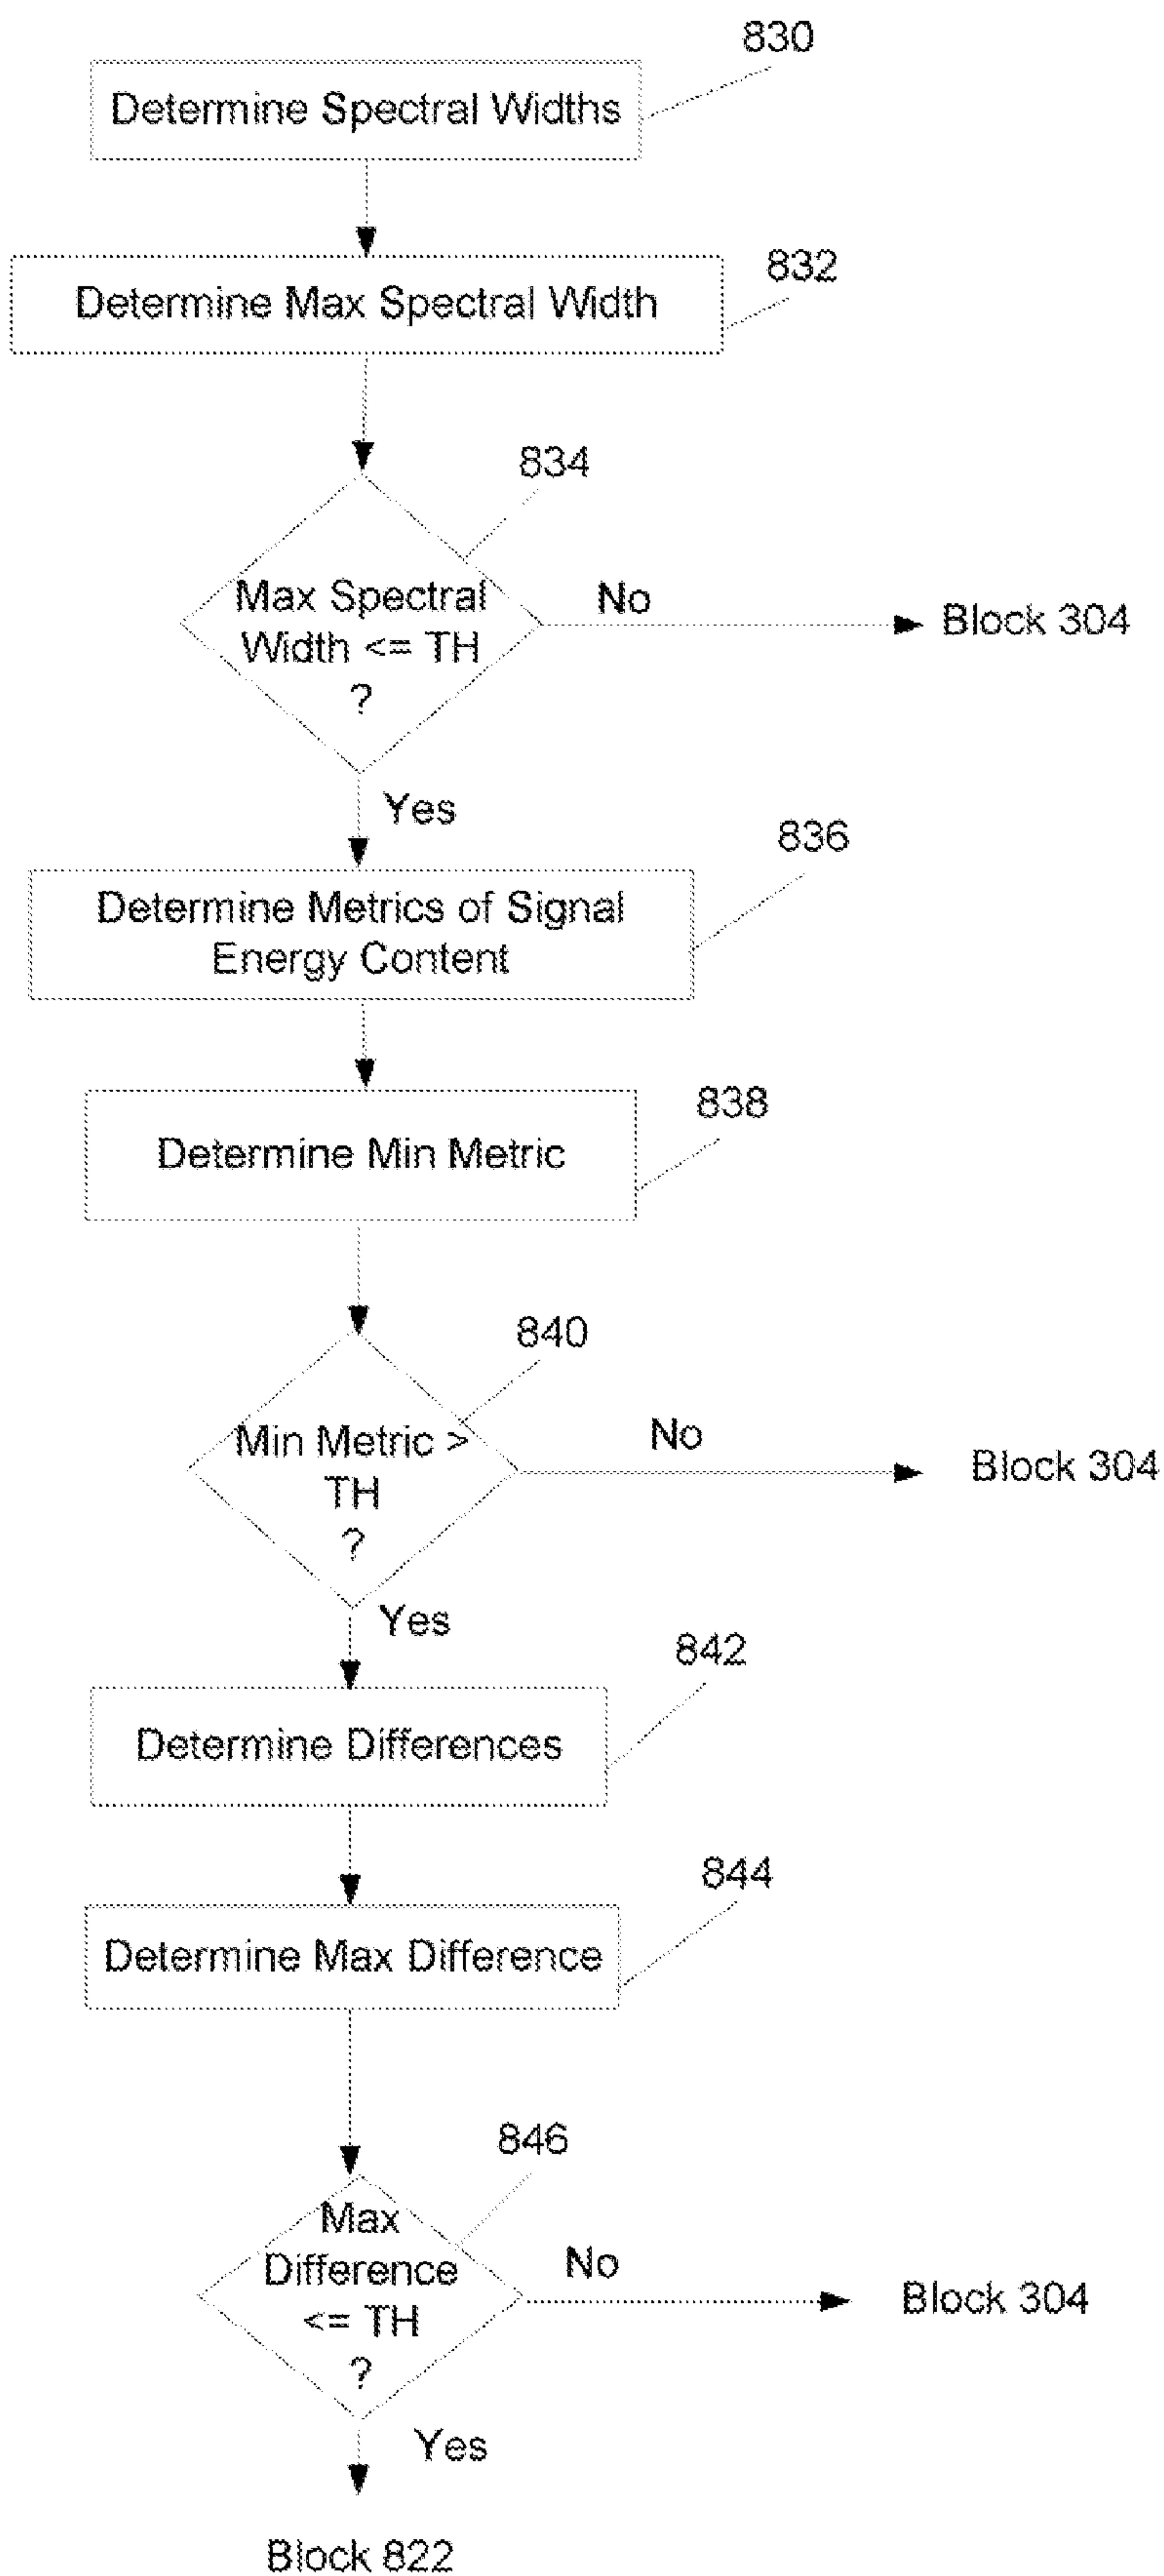 830
Determine Spectral Widths
832
Determine Max Spectral Width
834
Max Spectral
Width <= TH
?
No
Block 304
Yes
836
Determine Metrics of Signal
Energy Content
838
Determine Min Metric
840
Min Metric >
TH
?
No
Block 304
Yes
842
Determine Differences
844
Determine Max Difference
846
Max
Difference
<= TH
?
No
Block 304
Yes
Block 822